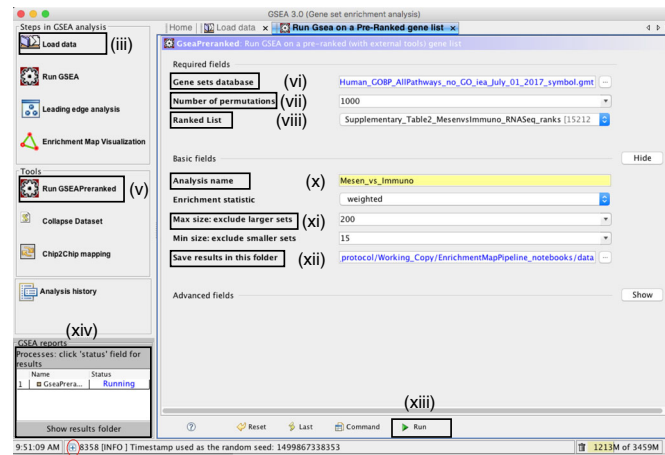 GSEA 3.0 (Gene set enrichment analysis)
Steps in GSEA analysis
Load data (iii)
Run GSEA
Leading edge analysis
Enrichment Map Visualization
Tools
Run GSEAPreranked (v)
Collapse Dataset
Chip2Chip mapping
Analysis history
(xiv)
GSEA reports
Processes: click 'status' field for
results
Name Status
1 GseaPrera... Running
Show results folder
Home Load data x Run Gsea on a Pre-Ranked gene list x
GseaPreranked: Run GSEA on a pre-ranked (with external tools) gene list
Required fields
Gene sets database (vi) Human_GOBP_AllPathways_no_GO_iea_July_01_2017_symbol.gmt ...
Number of permutations (vii) 1000
Ranked List (viii) Supplementary_Table2_MesenvsImmuno_RNASeq_ranks [15212
Basic fields Hide
Analysis name (x) Mesen_vs_Immuno
Enrichment statistic weighted
Max size: exclude larger sets (xi) 200
Min size: exclude smaller sets 15
Save results in this folder (xii) protocol/Working_Copy/EnrichmentMapPipeline_notebooks/data ...
Advanced fields Show
(xiii)
? Reset Last Command Run
9:51:09 AM + 8358 [INFO ] Timestamp used as the random seed: 1499867338353 1213M of 3459M